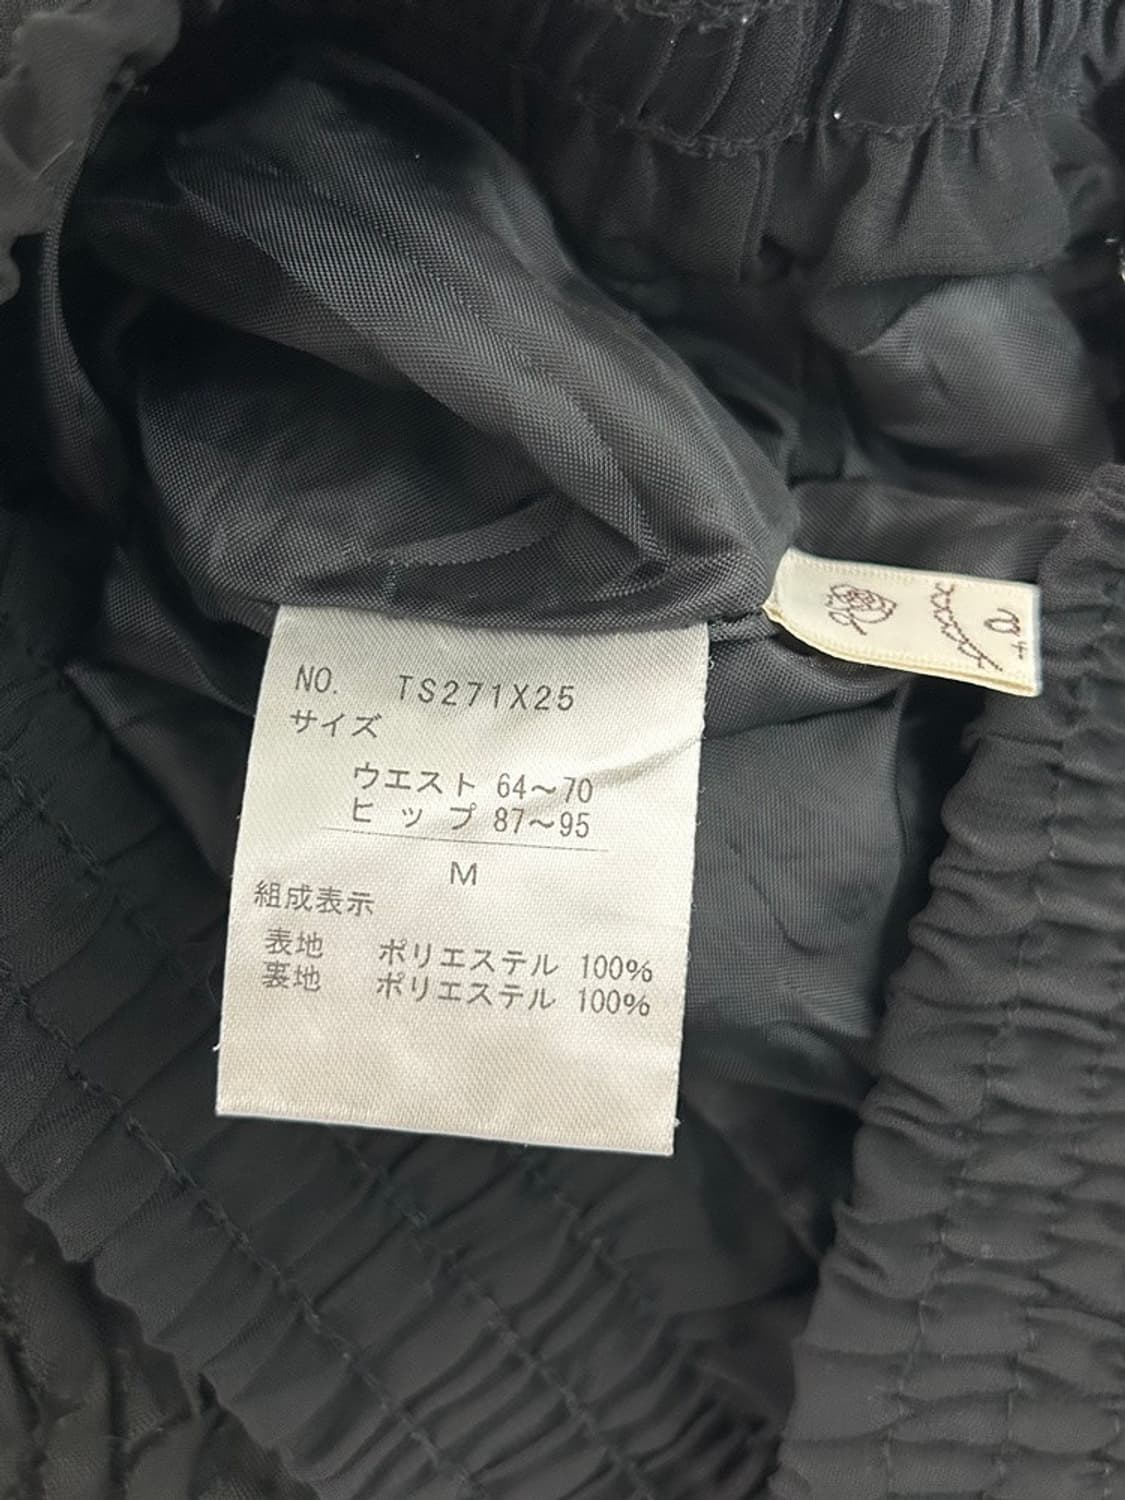 NO. TS271X25
サイズ
ウエスト 64〜70
ヒップ 87〜95
M
組成表示
表地 ポリエステル 100%
裏地 ポリエステル 100%